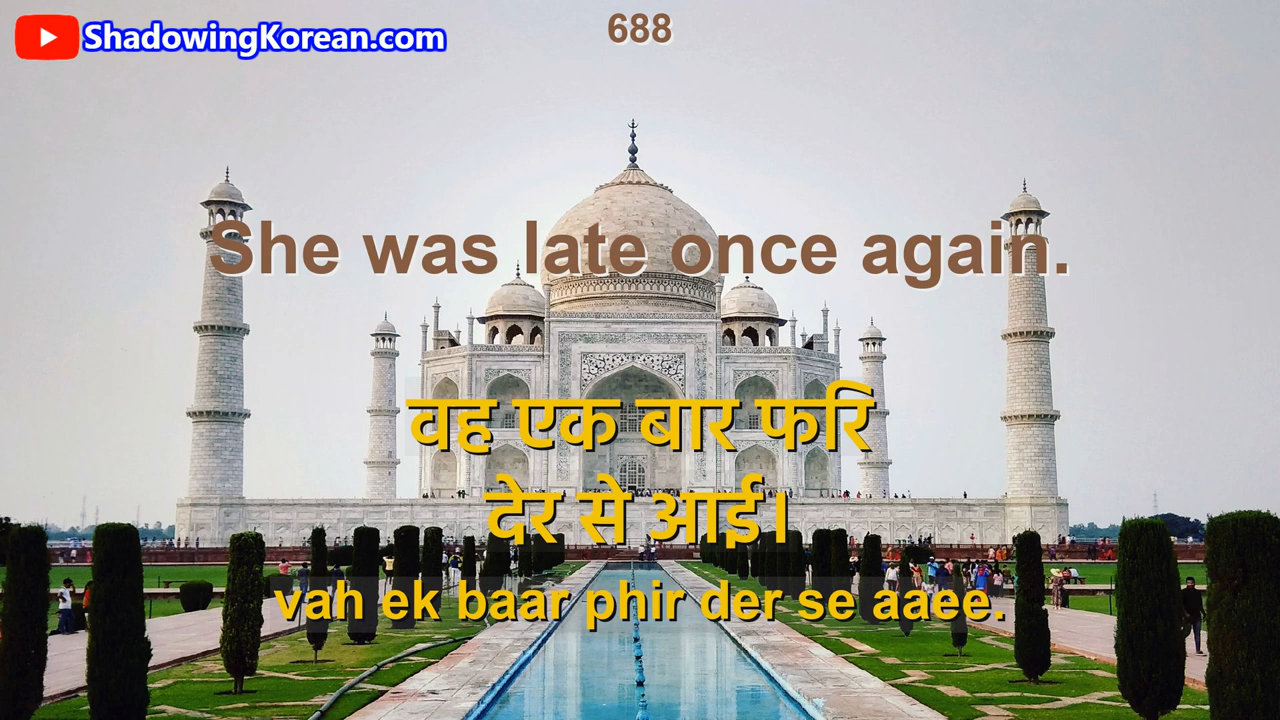 ShadowingKorean.com
688
She was late once again.
वह एक बार फरि
देर से आई।
vah ek baar phir der se aaee.